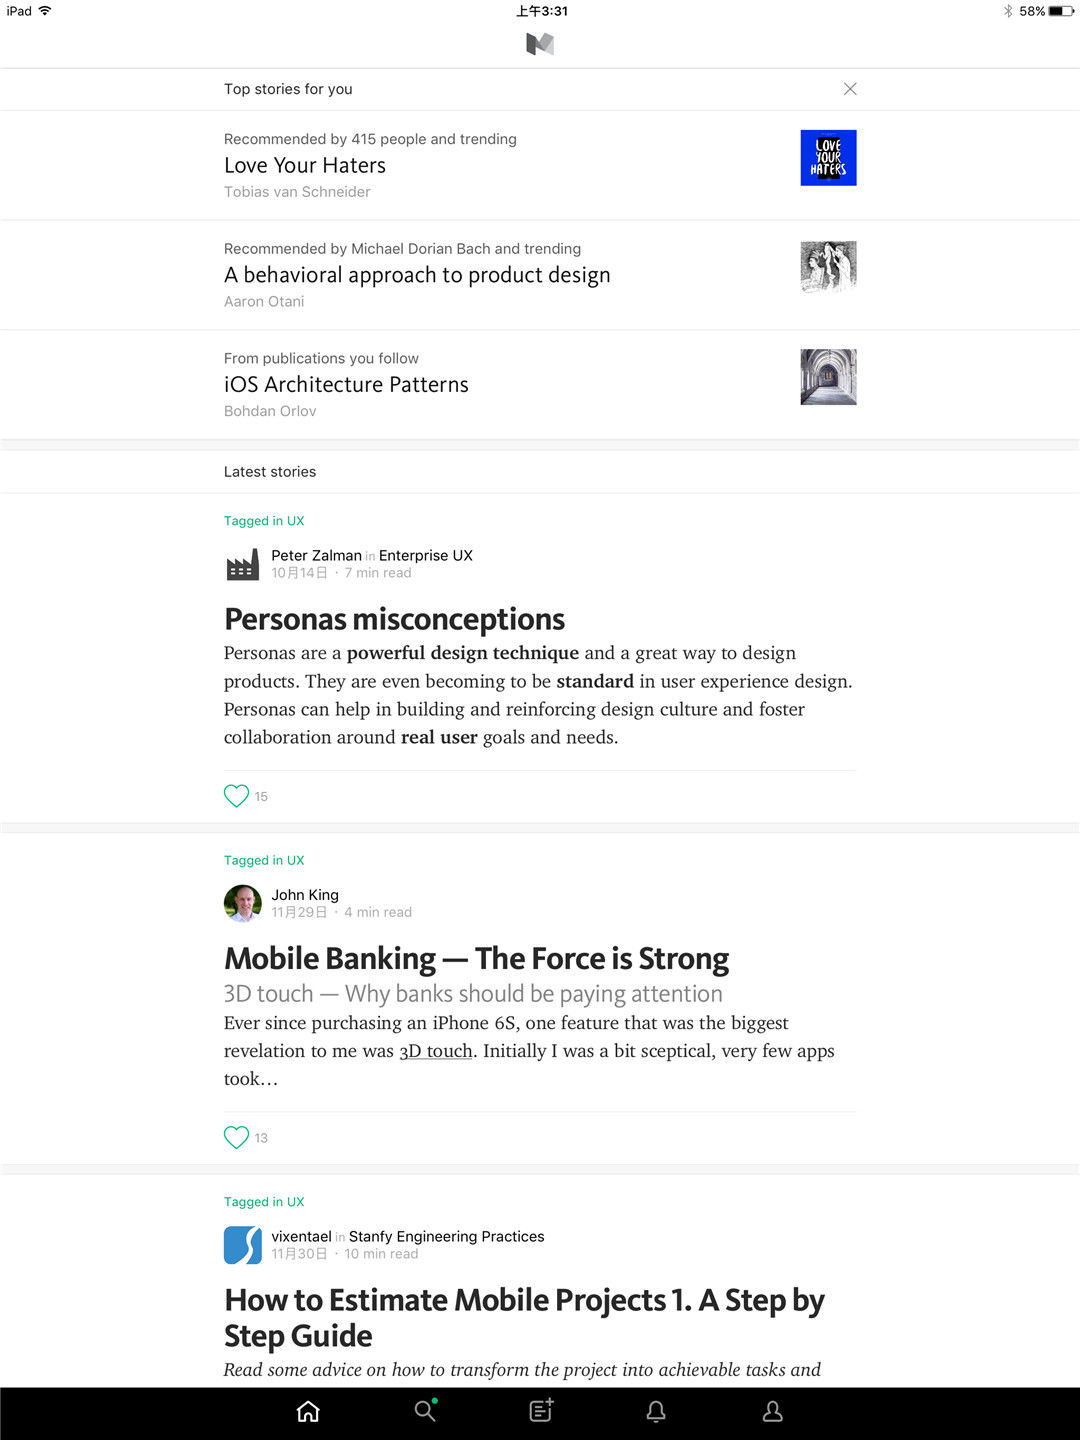 iPad
上午3:31
58%
Top stories for you
Recommended by 415 people and trending
Love Your Haters
Tobias van Schneider
LOVE
YOUR
HATERS
Recommended by Michael Dorian Bach and trending
A behavioral approach to product design
Aaron Otani
From publications you follow
iOS Architecture Patterns
Bohdan Orlov
Latest stories
Tagged in UX
Peter Zalman in Enterprise UX
10月14日 · 7 min read
Personas misconceptions
Personas are a powerful design technique and a great way to design
products. They are even becoming to be standard in user experience design.
Personas can help in building and reinforcing design culture and foster
collaboration around real user goals and needs.
15
Tagged in UX
John King
11月29日 · 4 min read
Mobile Banking — The Force is Strong
3D touch — Why banks should be paying attention
Ever since purchasing an iPhone 6S, one feature that was the biggest
revelation to me was 3D touch. Initially I was a bit sceptical, very few apps
took…
13
Tagged in UX
vixentael in Stanfy Engineering Practices
11月30日 · 10 min read
How to Estimate Mobile Projects 1. A Step by
Step Guide
Read some advice on how to transform the project into achievable tasks and